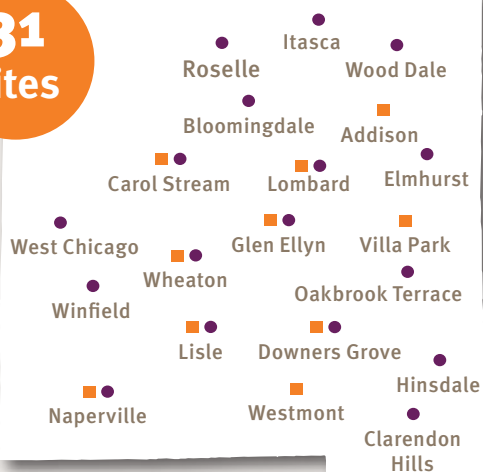 31
ites
Itasca
Roselle
Wood Dale
Bloomingdale
Addison
Carol Stream
Lombard
Elmhurst
West Chicago
Glen Ellyn
Villa Park
Wheaton
Oakbrook Terrace
Winfield
Lisle
Downers Grove
Hinsdale
Naperville
Westmont
Clarendon
Hills